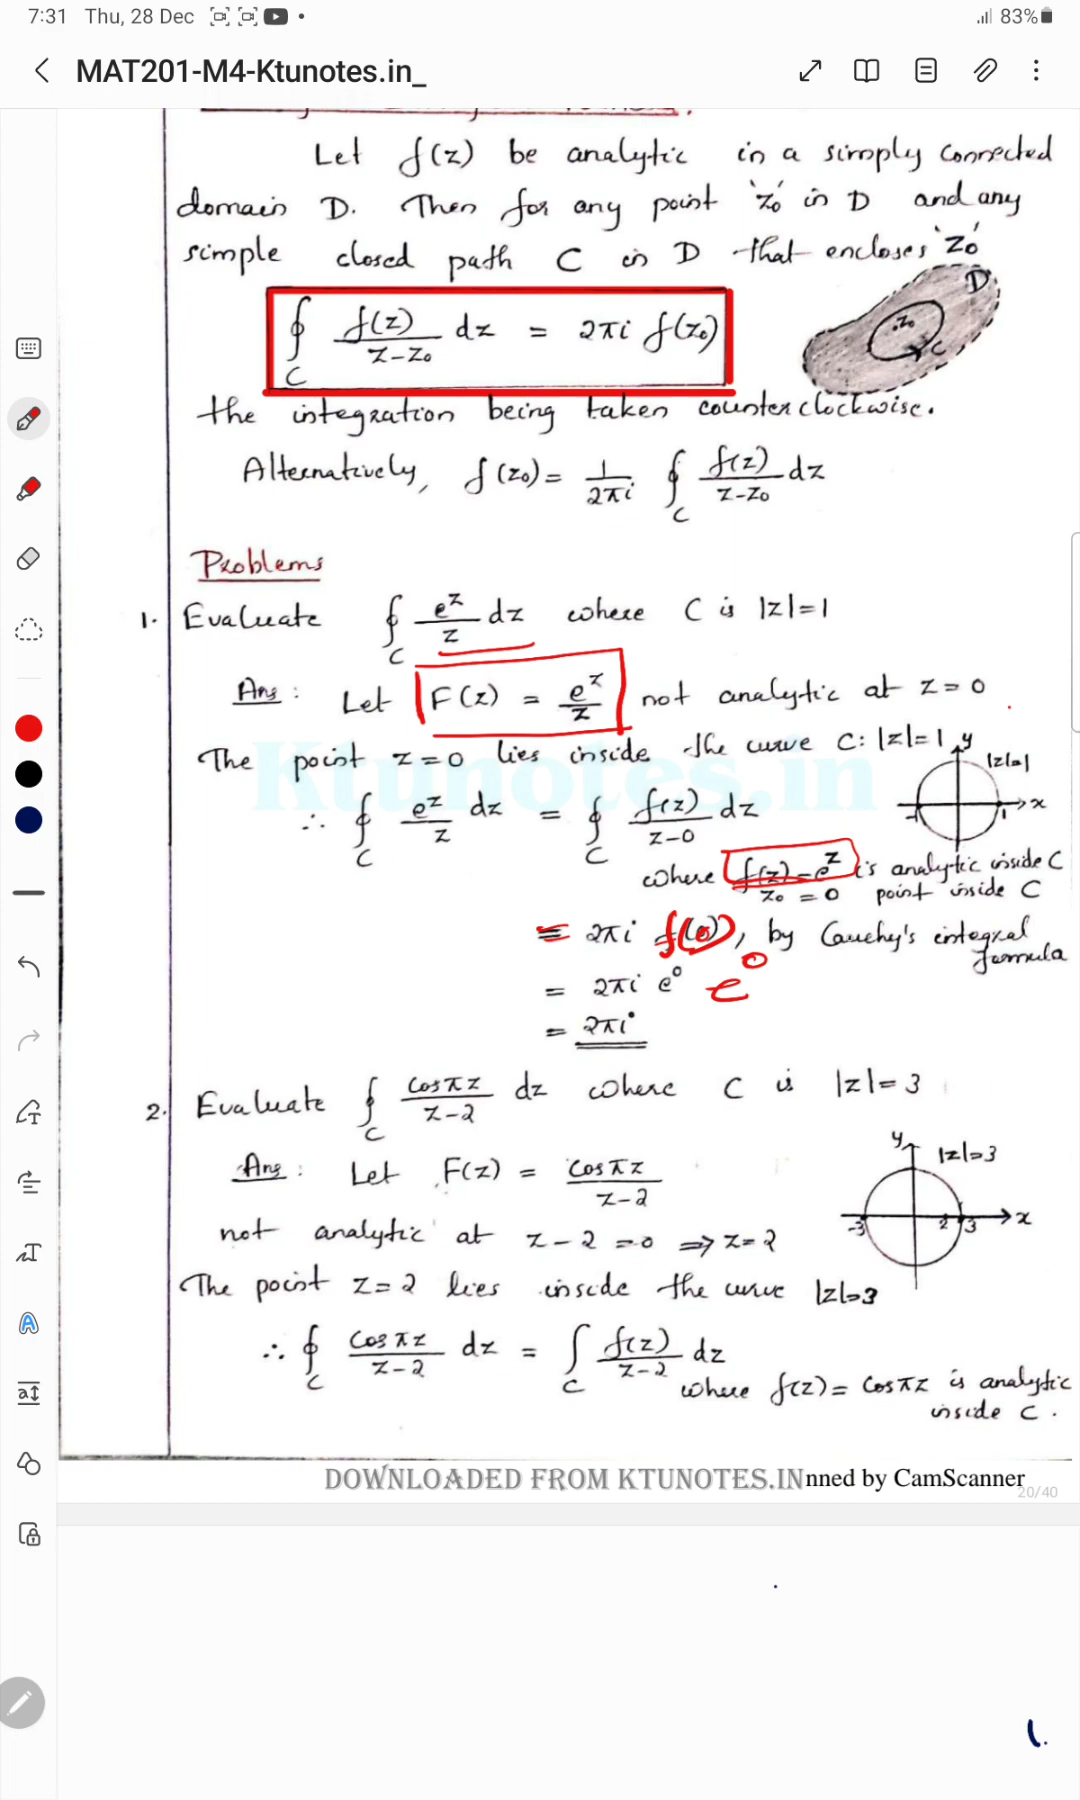 7:31 Thu, 28 Dec
83%
MAT201-M4-Ktunotes.in_
Let f(z) be analytic in a simply connected
domain D. Then for any point 'z₀' in D and any
simple closed path C in D that encloses 'z₀'
∮_C f(z)/(z-z₀) dz = 2πi f(z₀)
D
.z₀
C
the integration being taken counterclockwise.
Alternatively, f(z₀) = 1/2πi ∮_C f(z)/(z-z₀) dz
Problems
1. Evaluate ∮_C e^z/z dz where C is |z|=1
Ans: Let F(z) = e^z/z not analytic at z=0
The point z=0 lies inside the curve C: |z|=1
y
|z|=1
x
-1
1
∴ ∮_C e^z/z dz = ∮_C f(z)/(z-0) dz
where f(z)=e^z is analytic inside C
z₀ = 0 point inside C
= 2πi f(0), by Cauchy's integral
formula
= 2πi e⁰ e⁰
= 2πi
2. Evaluate ∮_C cosπz/(z-2) dz where C is |z|=3
Ans: Let F(z) = cosπz/(z-2)
y
|z|=3
-3 2 3 x
not analytic at z-2=0 ⇒ z=2
The point z=2 lies inside the curve |z|=3
∴ ∮_C cosπz/(z-2) dz = ∫_C f(z)/(z-2) dz
where f(z) = cosπz is analytic
inside C.
Ktunotes.in
DOWNLOADED FROM KTUNOTES.IN
nned by CamScanner
20/40